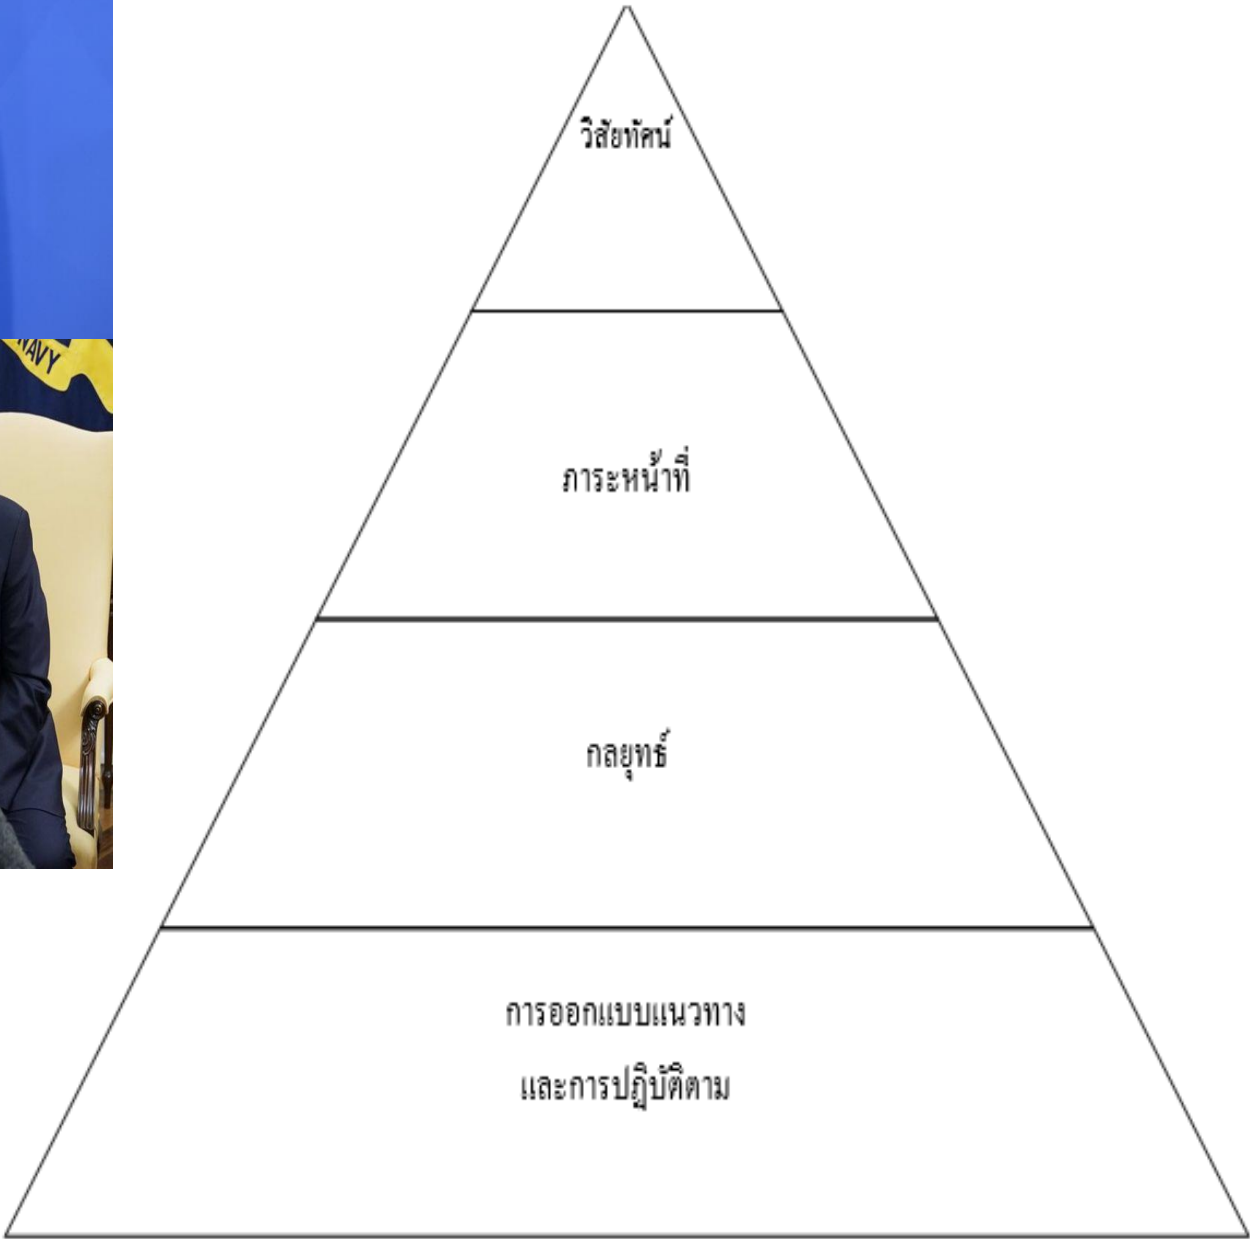 วิสัยทัศน์
NAVY
ภาระหน้าที่
กลยุทธ์
การออกแบบแนวทาง
และการปฏิบัติตาม